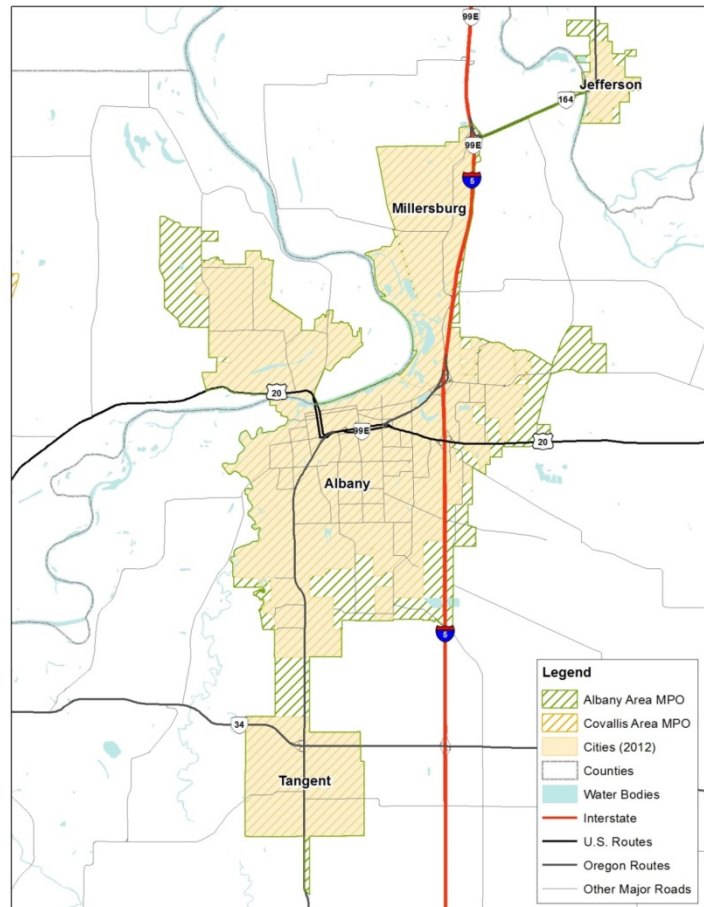 99E
Jefferson
164
99E
5
Millersburg
20
99E
20
Albany
5
34
Tangent
Legend
Albany Area MPO
Covallis Area MPO
Cities (2012)
Counties
Water Bodies
Interstate
U.S. Routes
Oregon Routes
Other Major Roads